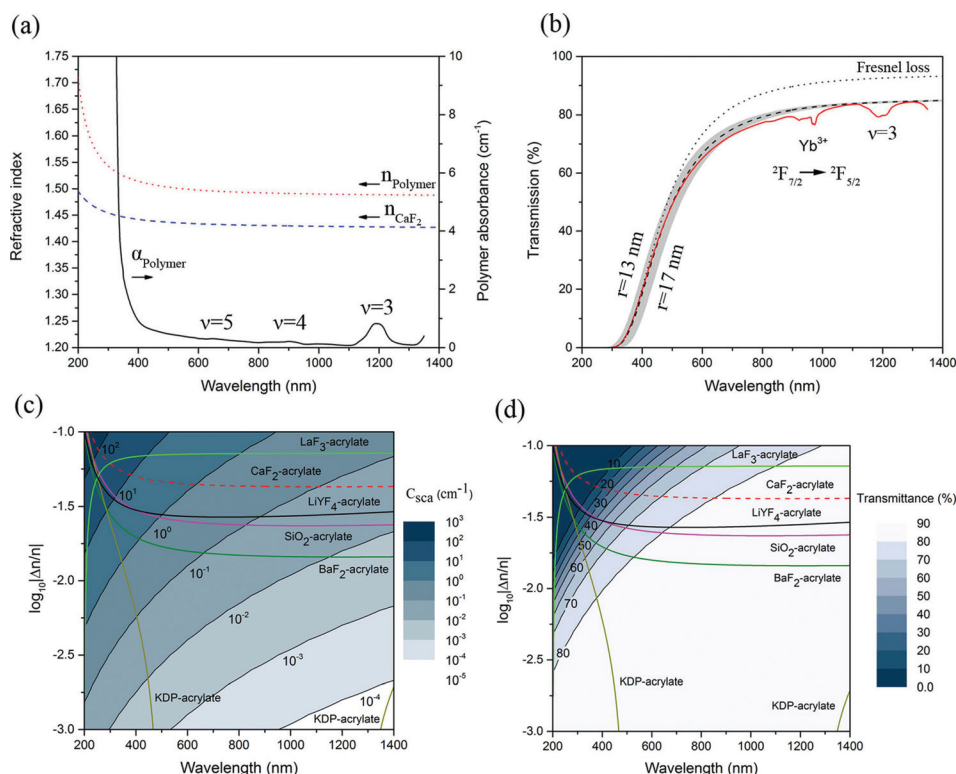 (a)
1.75
1.70
1.65
1.60
1.55
1.50
1.45
1.40
1.35
1.30
1.25
1.20
Refractive index
10
8
6
4
2
0
Polymer absorbance (cm⁻¹)
n_Polymer
n_CaF₂
α_Polymer
ν=5
ν=4
ν=3
200 400 600 800 1000 1200 1400
Wavelength (nm)
(b)
100
80
60
40
20
0
Transmission (%)
Fresnel loss
Yb³⁺
ν=3
²F₇/₂ → ²F₅/₂
r=13 nm
r=17 nm
200 400 600 800 1000 1200 1400
Wavelength (nm)
(c)
-1.0
-1.5
-2.0
-2.5
-3.0
log₁₀|Δn/n|
10²
10¹
10⁰
10⁻¹
10⁻²
10⁻³
10⁻⁴
LaF₃-acrylate
CaF₂-acrylate
LiYF₄-acrylate
SiO₂-acrylate
BaF₂-acrylate
KDP-acrylate
KDP-acrylate
200 400 600 800 1000 1200 1400
Wavelength (nm)
C_sca (cm⁻¹)
10³
10²
10¹
10⁰
10⁻¹
10⁻²
10⁻³
10⁻⁴
10⁻⁵
(d)
-1.0
-1.5
-2.0
-2.5
-3.0
log₁₀|Δn/n|
10
20
30
40
50
60
70
80
LaF₃-acrylate
CaF₂-acrylate
LiYF₄-acrylate
SiO₂-acrylate
BaF₂-acrylate
KDP-acrylate
KDP-acrylate
200 400 600 800 1000 1200 1400
Wavelength (nm)
Transmittance (%)
90
80
70
60
50
40
30
20
10
0.0